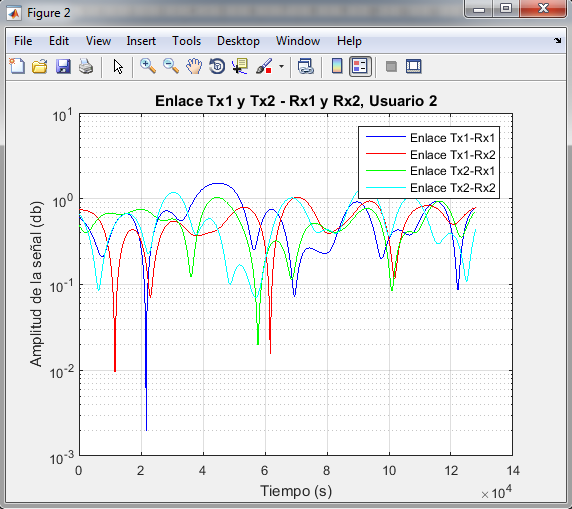 Figure 2
File Edit View Insert Tools Desktop Window Help
Enlace Tx1 y Tx2 - Rx1 y Rx2, Usuario 2
Enlace Tx1-Rx1
Enlace Tx1-Rx2
Enlace Tx2-Rx1
Enlace Tx2-Rx2
Amplitud de la señal (db)
10^1
10^0
10^-1
10^-2
10^-3
0 2 4 6 8 10 12 14
Tiempo (s)
×10^4